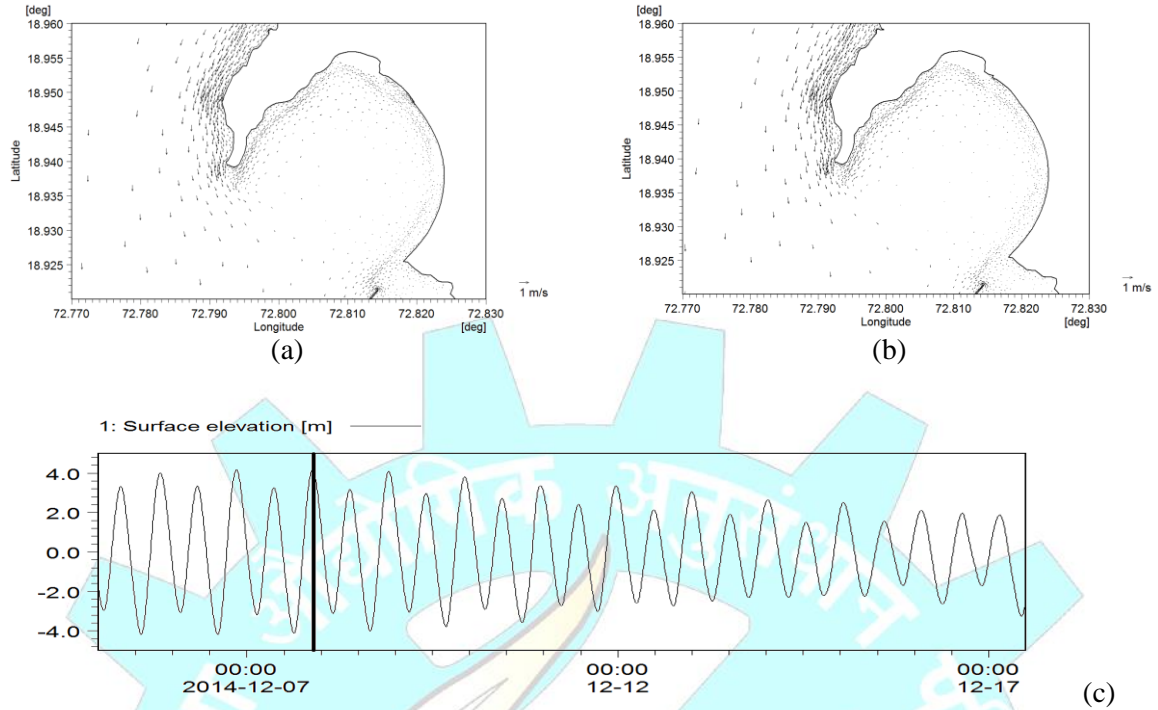 [deg]
18.960
18.955
18.950
18.945
18.940
18.935
18.930
18.925
Latitude
72.770 72.780 72.790 72.800 72.810 72.820 72.830
Longitude
[deg]
1 m/s
(a)
[deg]
18.960
18.955
18.950
18.945
18.940
18.935
18.930
18.925
Latitude
72.770 72.780 72.790 72.800 72.810 72.820 72.830
Longitude
[deg]
1 m/s
(b)
1: Surface elevation [m]
4.0
2.0
0.0
-2.0
-4.0
00:00 00:00 00:00
2014-12-07 12-12 12-17
(c)